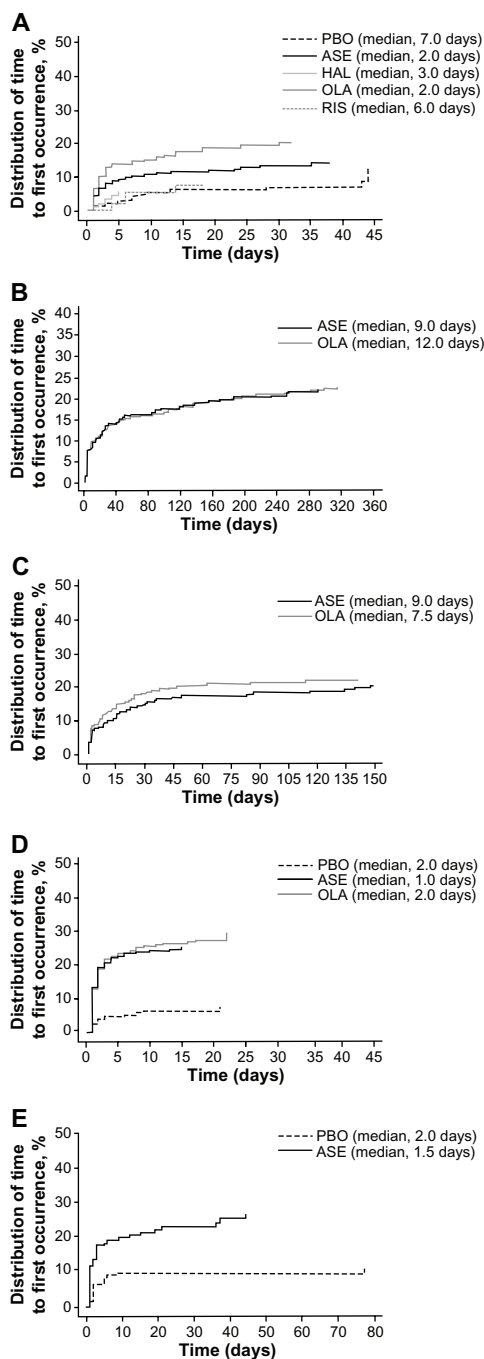 A
Distribution of time
to first occurrence, %
50
40
30
20
10
0
PBO (median, 7.0 days)
ASE (median, 2.0 days)
HAL (median, 3.0 days)
OLA (median, 2.0 days)
RIS (median, 6.0 days)
0 5 10 15 20 25 30 35 40 45
Time (days)
B
Distribution of time
to first occurrence, %
40
35
30
25
20
15
10
5
0
ASE (median, 9.0 days)
OLA (median, 12.0 days)
0 40 80 120 160 200 240 280 320 360
Time (days)
C
Distribution of time
to first occurrence, %
50
40
30
20
10
0
ASE (median, 9.0 days)
OLA (median, 7.5 days)
0 15 30 45 60 75 90 105 120 135 150
Time (days)
D
Distribution of time
to first occurrence, %
50
40
30
20
10
0
PBO (median, 2.0 days)
ASE (median, 1.0 days)
OLA (median, 2.0 days)
0 5 10 15 20 25 30 35 40 45
Time (days)
E
Distribution of time
to first occurrence, %
50
40
30
20
10
0
PBO (median, 2.0 days)
ASE (median, 1.5 days)
0 10 20 30 40 50 60 70 80
Time (days)